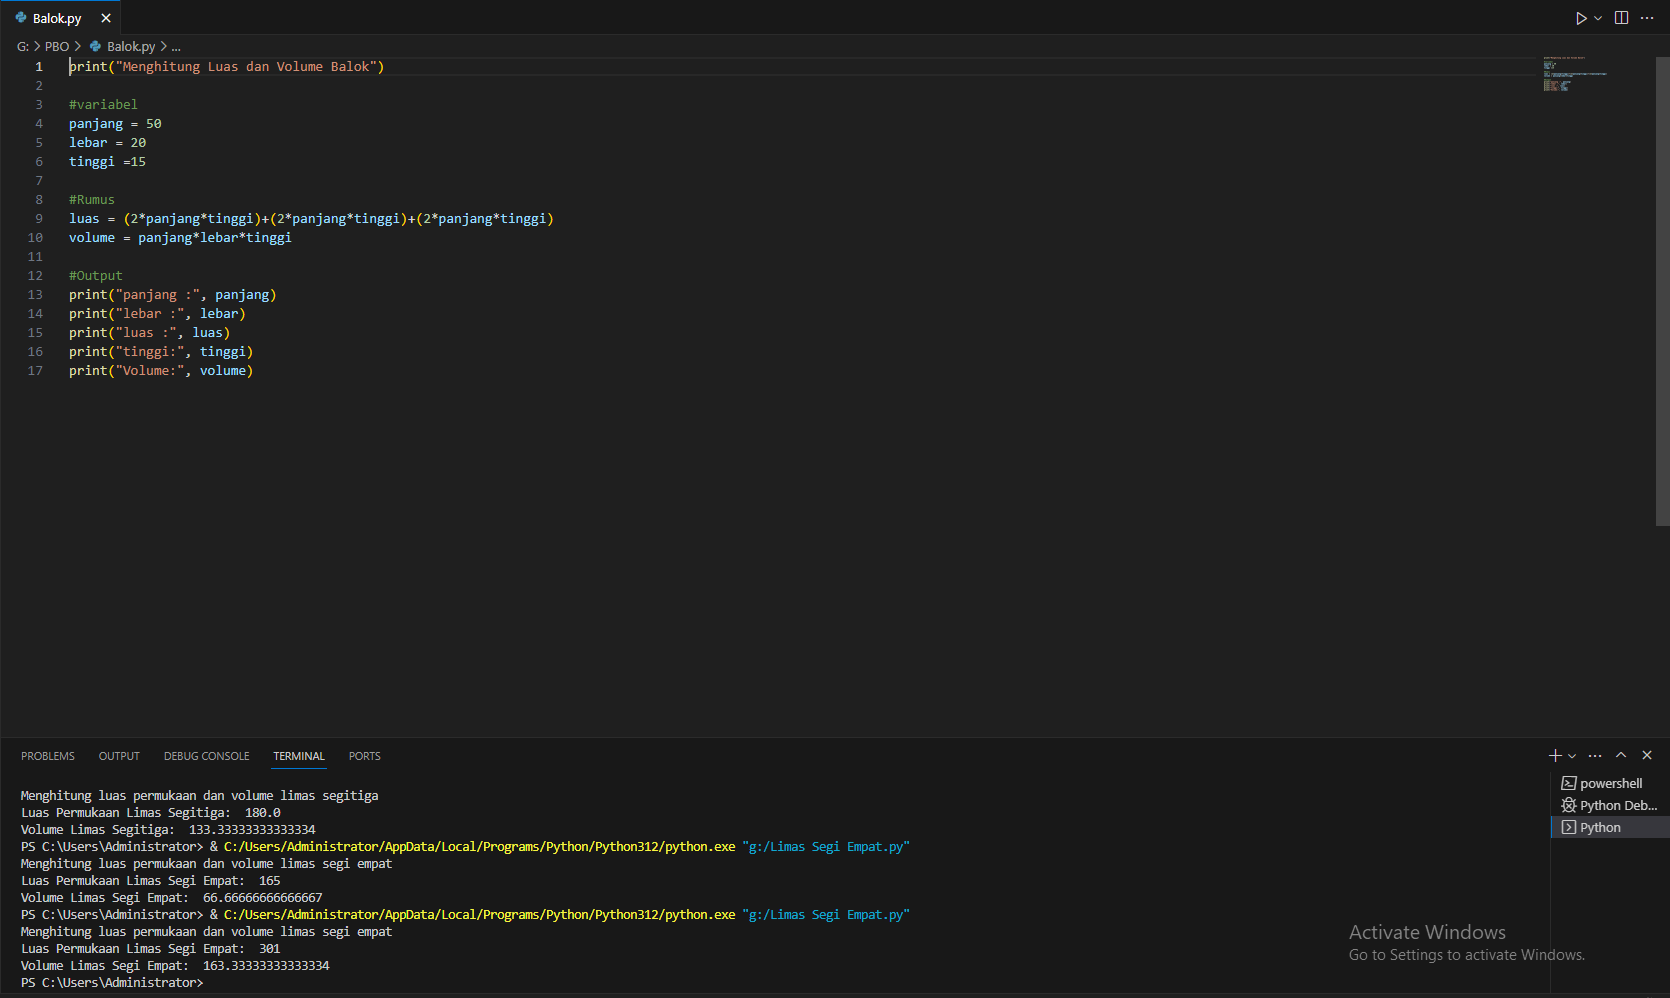 Balok.py
G: > PBO > Balok.py > ...
1 print("Menghitung Luas dan Volume Balok")
2
3 #variabel
4 panjang = 50
5 lebar = 20
6 tinggi =15
7
8 #Rumus
9 luas = (2*panjang*tinggi)+(2*panjang*tinggi)+(2*panjang*tinggi)
10 volume = panjang*lebar*tinggi
11
12 #Output
13 print("panjang :", panjang)
14 print("lebar :", lebar)
15 print("luas :", luas)
16 print("tinggi:", tinggi)
17 print("Volume:", volume)
PROBLEMS OUTPUT DEBUG CONSOLE TERMINAL PORTS
Menghitung luas permukaan dan volume limas segitiga
Luas Permukaan Limas Segitiga:  180.0
Volume Limas Segitiga:  133.33333333333334
PS C:\Users\Administrator> & C:/Users/Administrator/AppData/Local/Programs/Python/Python312/python.exe "g:/Limas Segi Empat.py"
Menghitung luas permukaan dan volume limas segi empat
Luas Permukaan Limas Segi Empat:  165
Volume Limas Segi Empat:  66.66666666666667
PS C:\Users\Administrator> & C:/Users/Administrator/AppData/Local/Programs/Python/Python312/python.exe "g:/Limas Segi Empat.py"
Menghitung luas permukaan dan volume limas segi empat
Luas Permukaan Limas Segi Empat:  301
Volume Limas Segi Empat:  163.33333333333334
PS C:\Users\Administrator>
powershell
Python Deb...
Python
Activate Windows
Go to Settings to activate Windows.